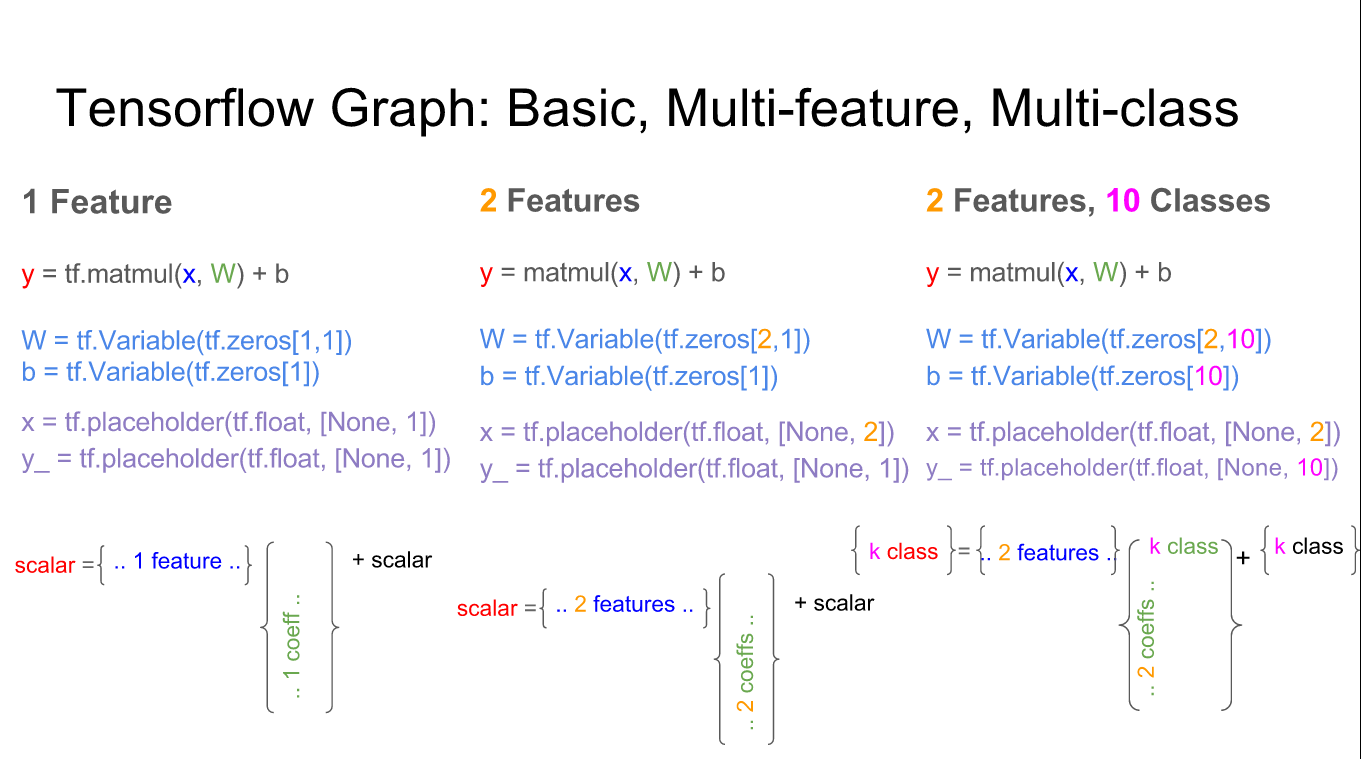 Tensorflow Graph: Basic, Multi-feature, Multi-class
1 Feature
y = tf.matmul(x, W) + b
W = tf.Variable(tf.zeros[1,1])
b = tf.Variable(tf.zeros[1])
x = tf.placeholder(tf.float, [None, 1])
y_ = tf.placeholder(tf.float, [None, 1])
scalar ={ .. 1 feature ..}
{ .. 1 coeff .. }
+ scalar
2 Features
y = matmul(x, W) + b
W = tf.Variable(tf.zeros[2,1])
b = tf.Variable(tf.zeros[1])
x = tf.placeholder(tf.float, [None, 2])
y_ = tf.placeholder(tf.float, [None, 1])
scalar ={ .. 2 features .. }
{ .. 2 coeffs .. }
+ scalar
2 Features, 10 Classes
y = matmul(x, W) + b
W = tf.Variable(tf.zeros[2,10])
b = tf.Variable(tf.zeros[10])
x = tf.placeholder(tf.float, [None, 2])
y_ = tf.placeholder(tf.float, [None, 10])
{ k class }={.. 2 features ..}
{ k class
.. 2 coeffs .. }
+ { k class }